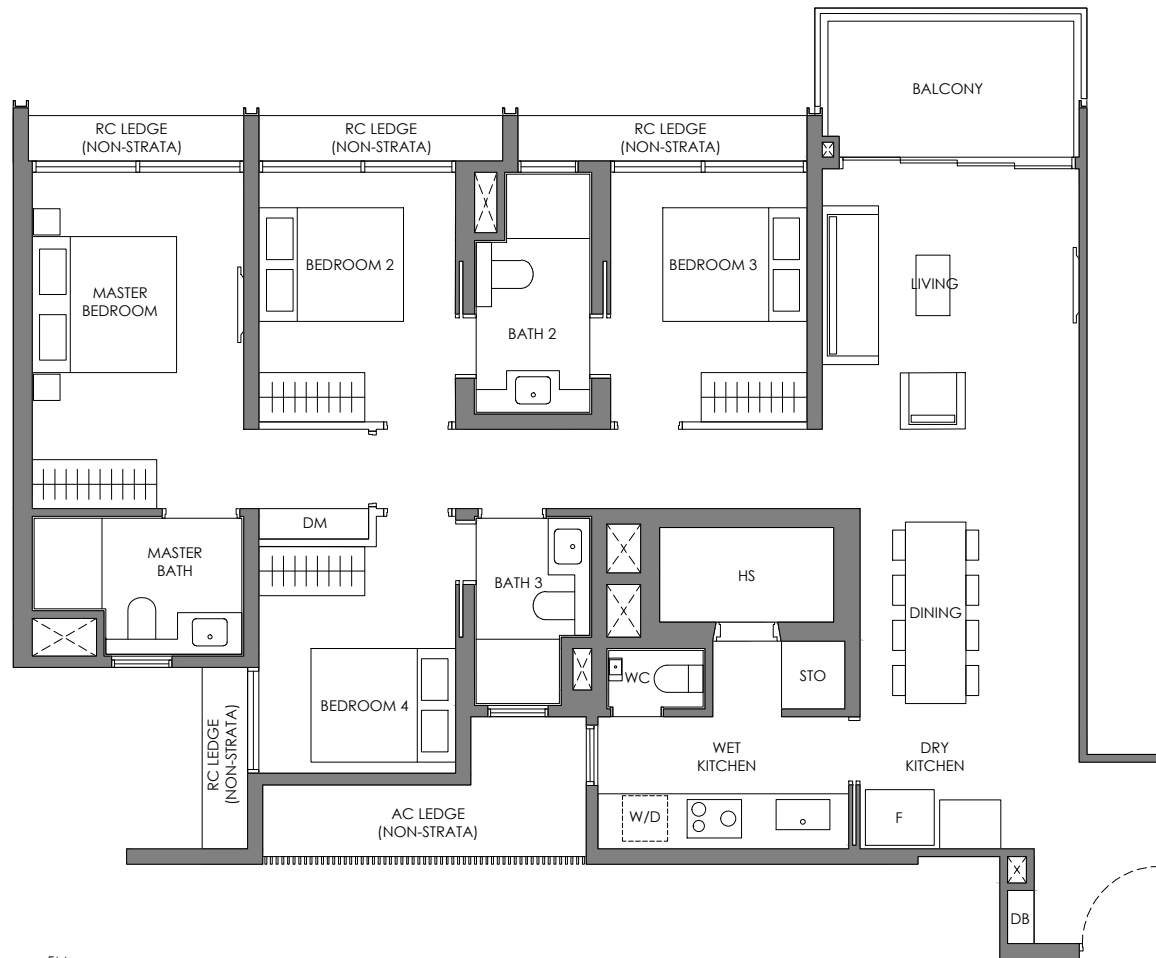 BALCONY
RC LEDGE
(NON-STRATA)
RC LEDGE
(NON-STRATA)
RC LEDGE
(NON-STRATA)
MASTER
BEDROOM
BEDROOM 2
BATH 2
BEDROOM 3
LIVING
DM
MASTER
BATH
BATH 3
HS
DINING
WC
STO
BEDROOM 4
RC LEDGE
(NON-STRATA)
WET
KITCHEN
DRY
KITCHEN
AC LEDGE
(NON-STRATA)
W/D
F
DB